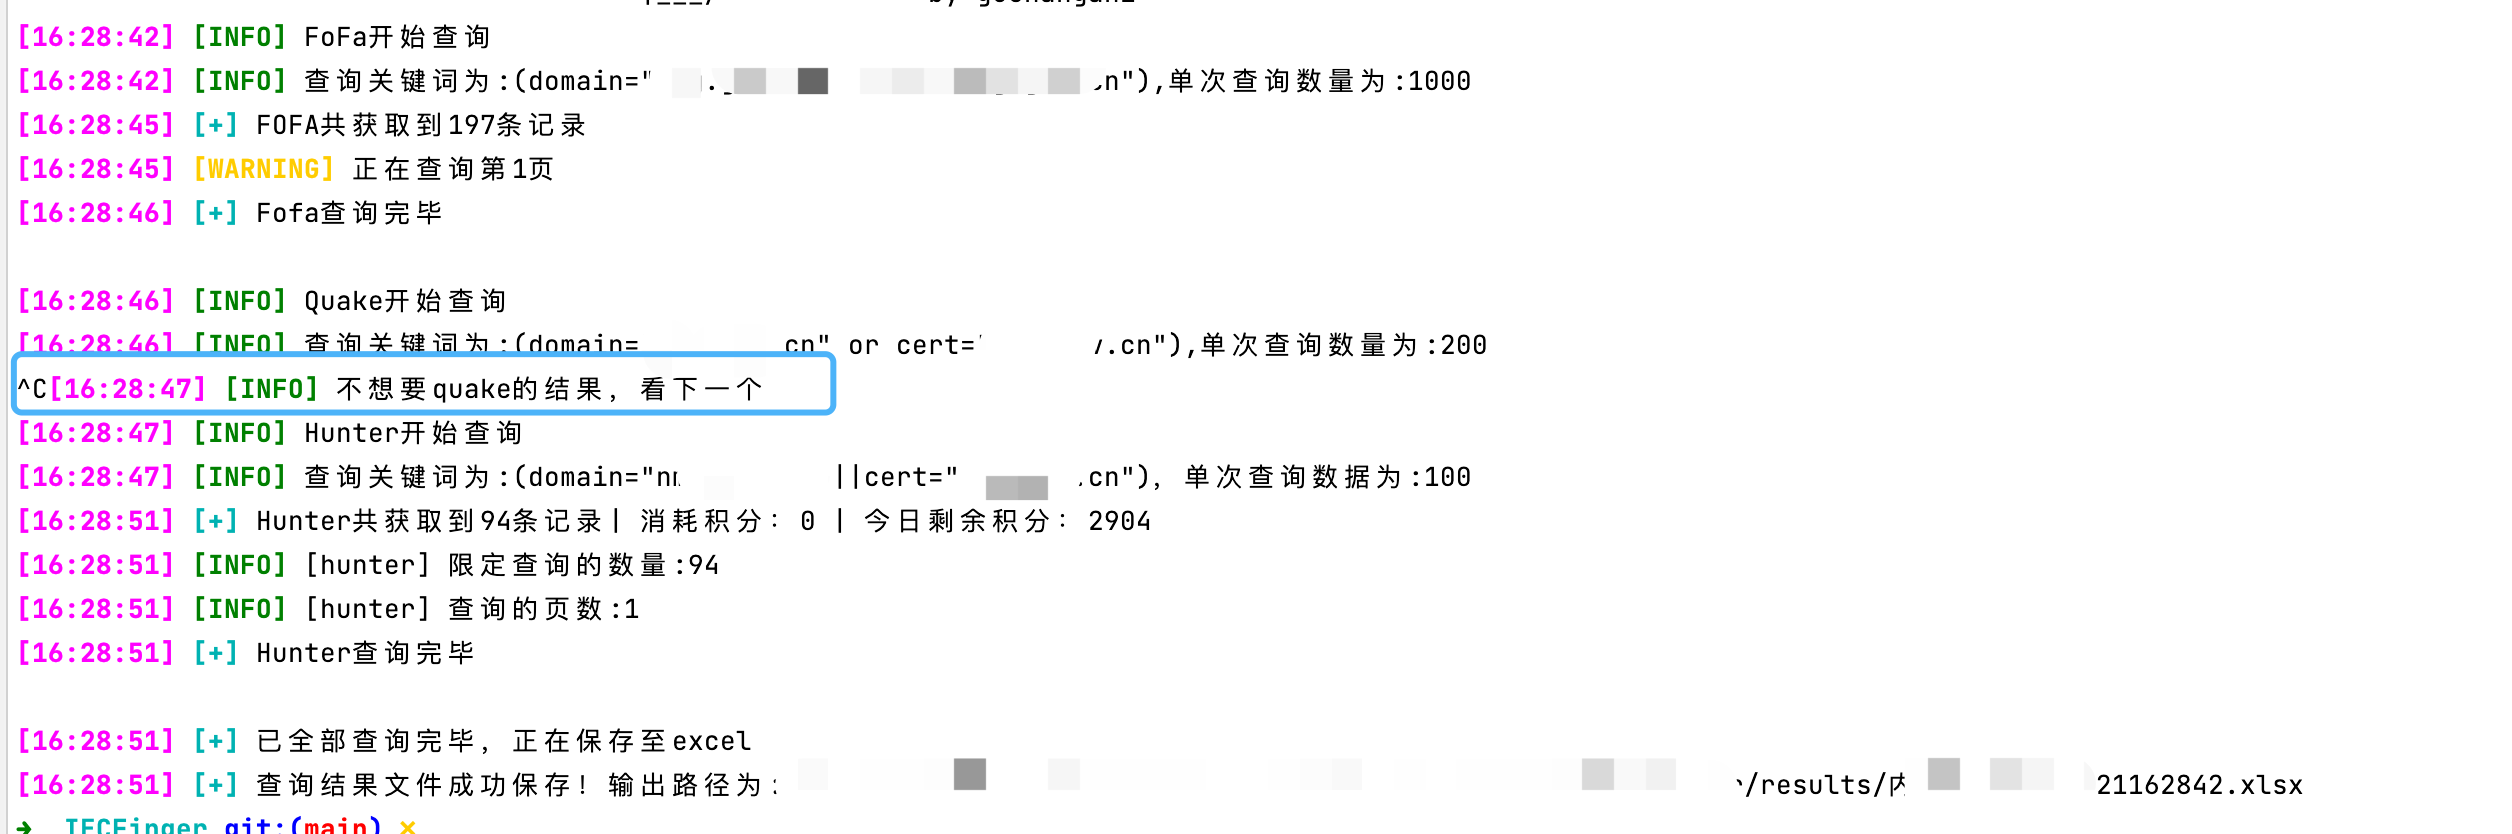 [16:28:42] [INFO] FoFa开始查询
[16:28:42] [INFO] 查询关键词为:(domain=" cn"),单次查询数量为:1000
[16:28:45] [+] FOFA共获取到197条记录
[16:28:45] [WARNING] 正在查询第1页
[16:28:46] [+] Fofa查询完毕
[16:28:46] [INFO] Quake开始查询
[16:28:46] [INFO] 查询关键词为:(domain= cn" or cert=' .cn"),单次查询数量为:200
^C[16:28:47] [INFO] 不想要quake的结果, 看下一个
[16:28:47] [INFO] Hunter开始查询
[16:28:47] [INFO] 查询关键词为:(domain="n ||cert=" .cn"), 单次查询数据为:100
[16:28:51] [+] Hunter共获取到94条记录| 消耗积分: 0 | 今日剩余积分: 2904
[16:28:51] [INFO] [hunter] 限定查询的数量:94
[16:28:51] [INFO] [hunter] 查询的页数:1
[16:28:51] [+] Hunter查询完毕
[16:28:51] [+] 已全部查询完毕, 正在保存至excel
[16:28:51] [+] 查询结果文件成功保存! 输出路径为: /results/内 21162842.xlsx
➜ git:(main) ✗